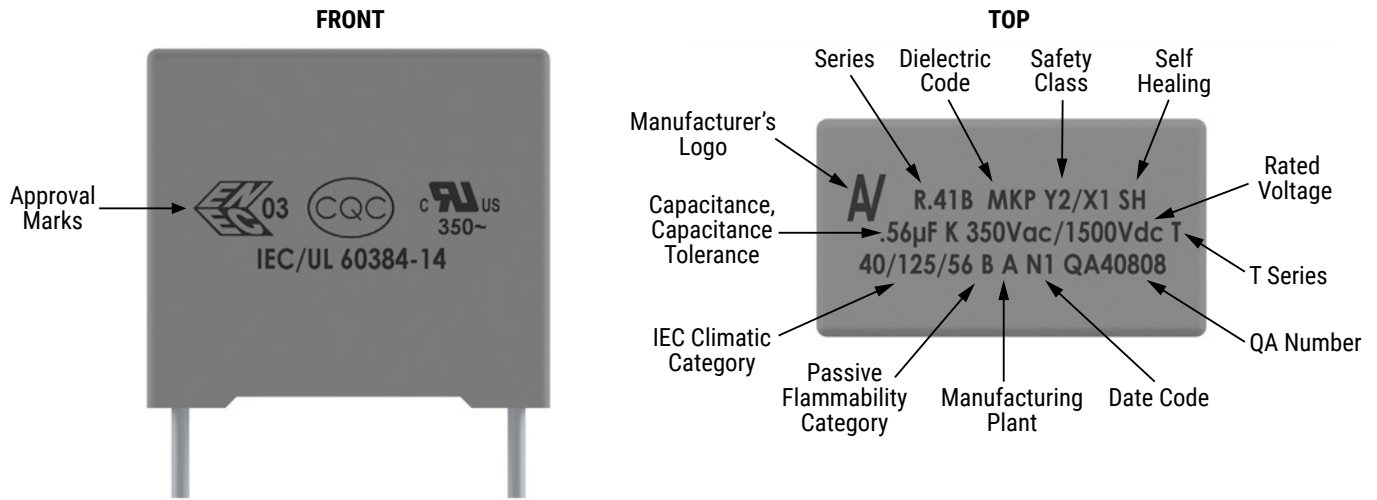 FRONT
Approval
Marks
ENEC 03
CQC
c RU US
350~
IEC/UL 60384-14
TOP
Series
Dielectric
Code
Safety
Class
Self
Healing
Manufacturer's
Logo
Rated
Voltage
Capacitance,
Capacitance
Tolerance
R.41B MKP Y2/X1 SH
.56µF K 350Vac/1500Vdc T
40/125/56 B A N1 QA40808
T Series
IEC Climatic
Category
QA Number
Passive
Flammability
Category
Manufacturing
Plant
Date Code